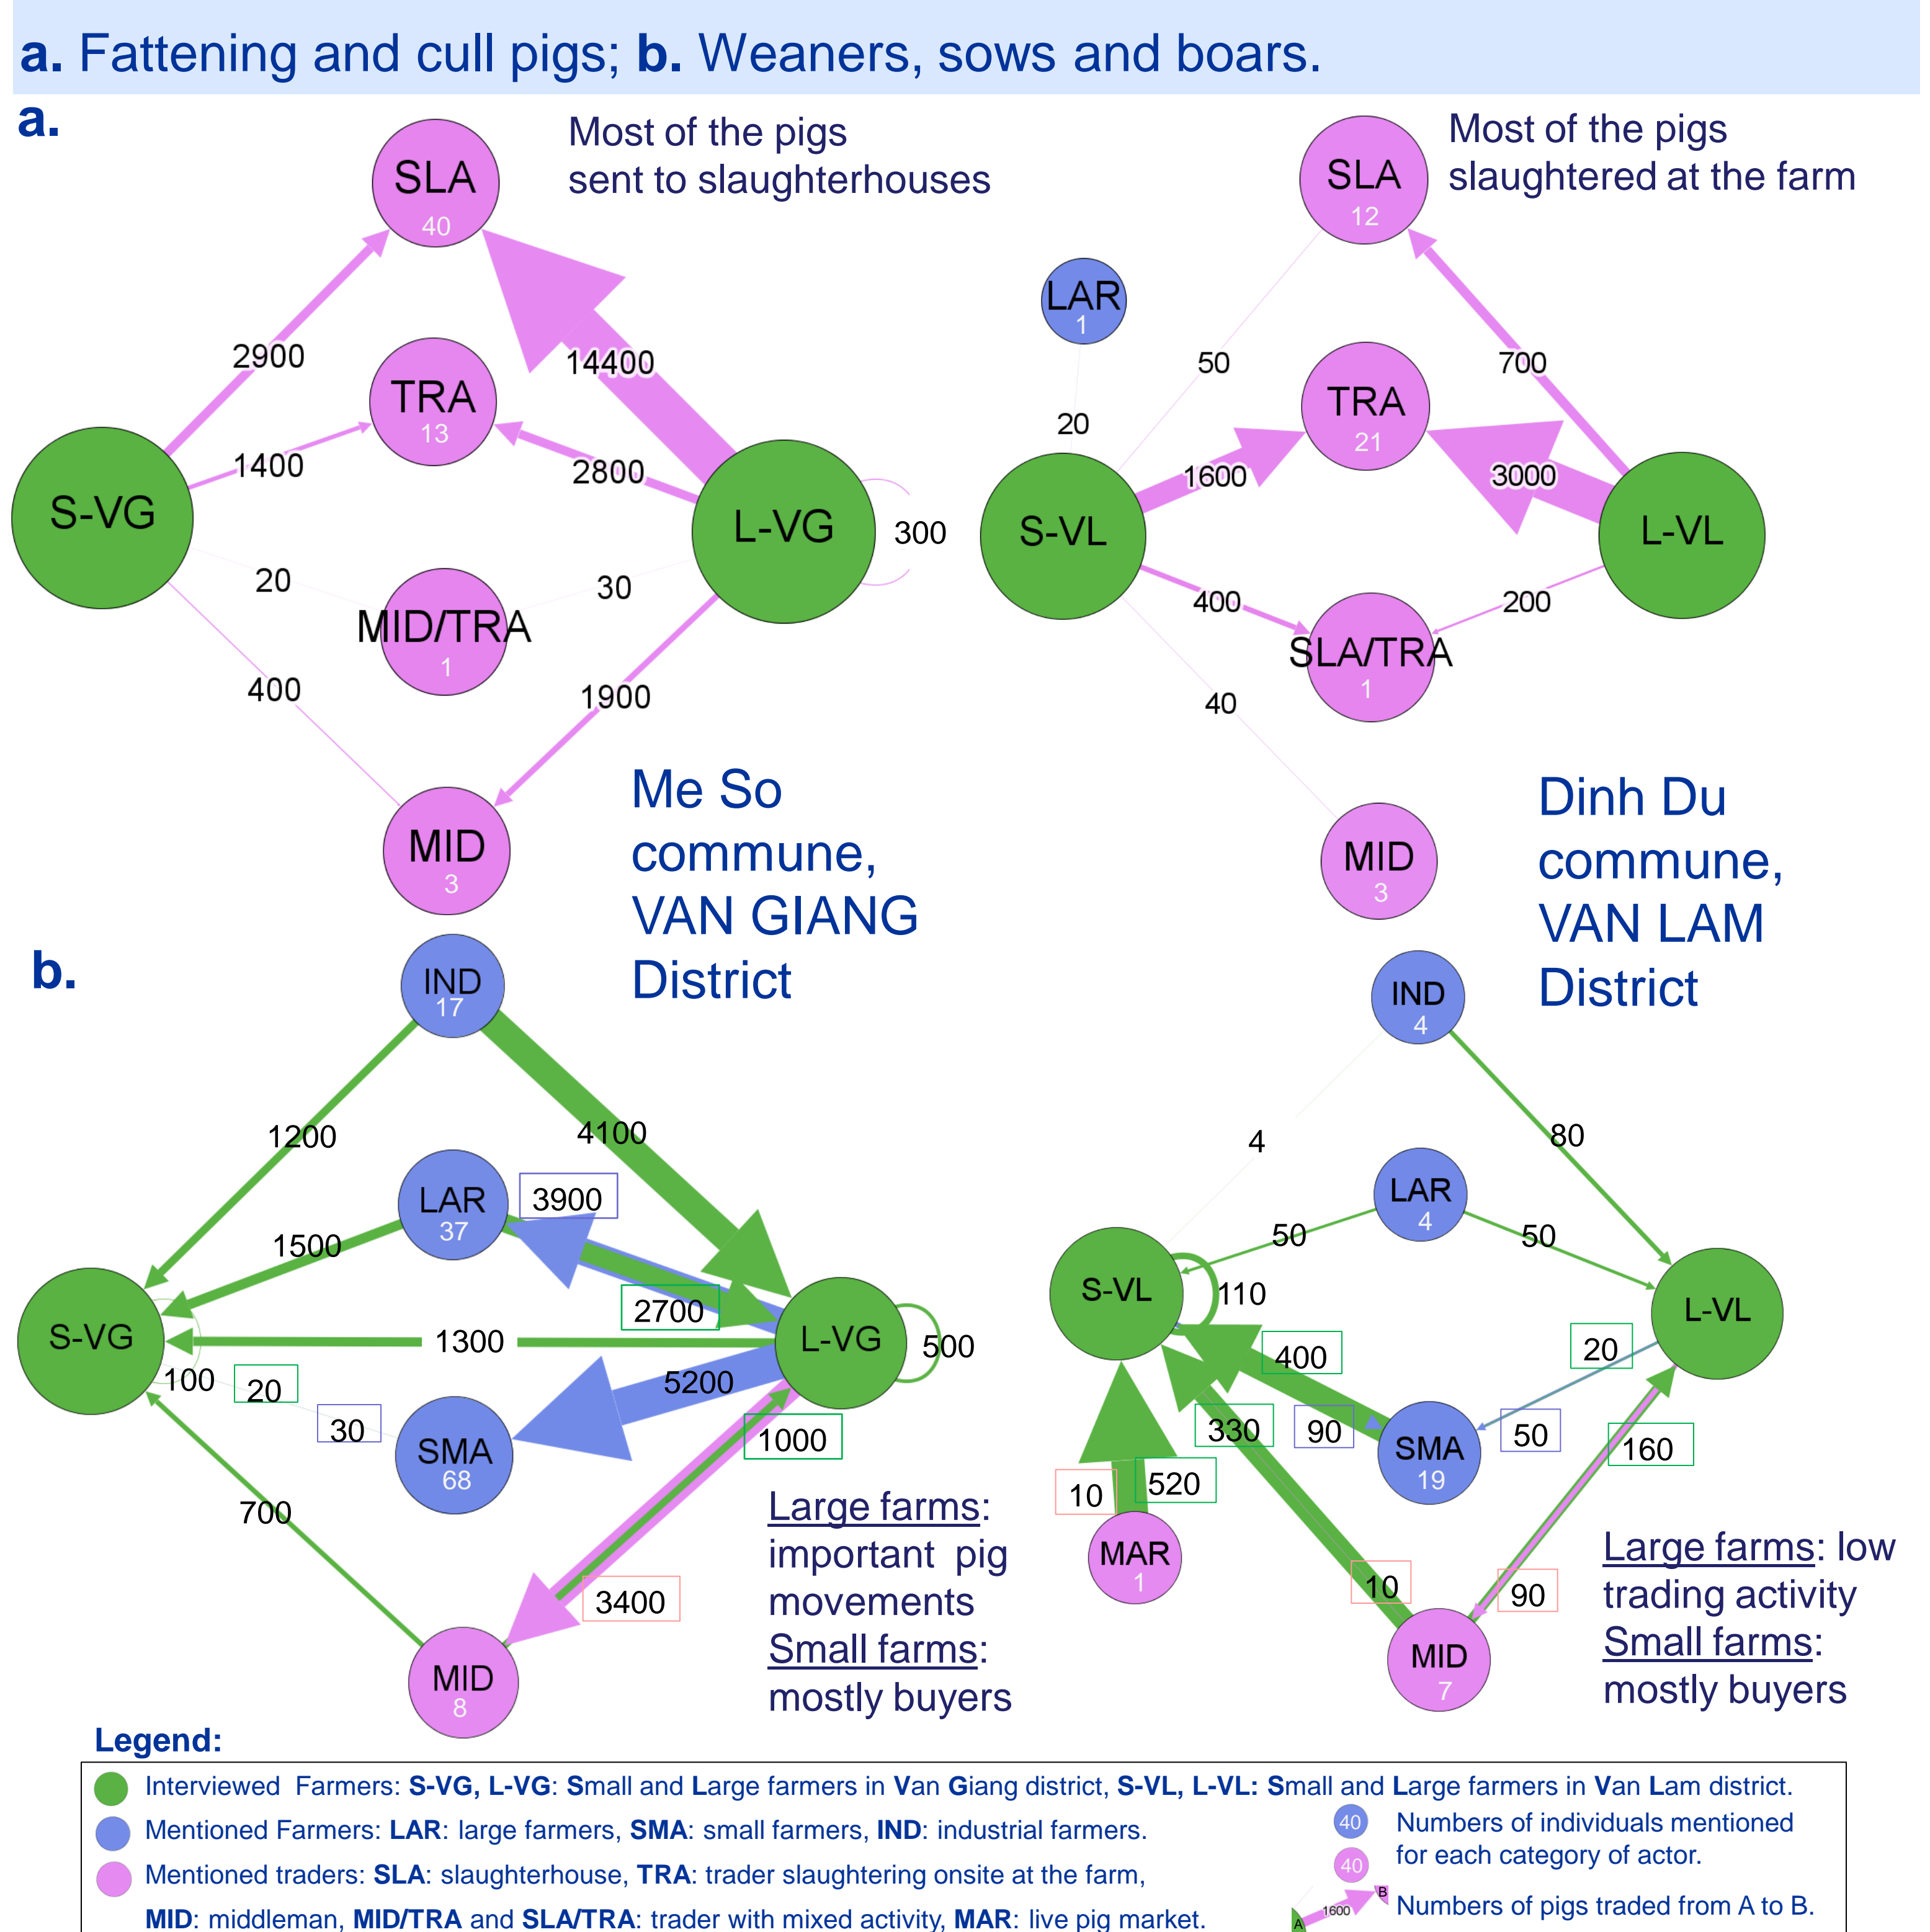 a. Fattening and cull pigs; b. Weaners, sows and boars.
a.
SLA
40
Most of the pigs
sent to slaughterhouses
2900
14400
TRA
13
1400
2800
S-VG
L-VG
300
20
30
MID/TRA
1
400
1900
MID
3
Me So
commune,
VAN GIANG
District
SLA
12
Most of the pigs
slaughtered at the farm
LAR
1
50
700
20
TRA
21
1600
3000
S-VL
L-VL
400
200
SLA/TRA
1
40
MID
3
Dinh Du
commune,
VAN LAM
District
b.
IND
17
1200
4100
LAR
37
3900
1500
2700
S-VG
1300
L-VG
500
100
20
5200
30
SMA
68
1000
700
3400
MID
8
Large farms:
important pig
movements
Small farms:
mostly buyers
IND
4
4
80
LAR
4
50
50
S-VL
110
L-VL
400
20
330
90
SMA
19
50
160
10
520
MAR
1
10
90
MID
7
Large farms: low
trading activity
Small farms:
mostly buyers
Legend:
Interviewed Farmers: S-VG, L-VG: Small and Large farmers in Van Giang district, S-VL, L-VL: Small and Large farmers in Van Lam district.
Mentioned Farmers: LAR: large farmers, SMA: small farmers, IND: industrial farmers.
40
Numbers of individuals mentioned
for each category of actor.
Mentioned traders: SLA: slaughterhouse, TRA: trader slaughtering onsite at the farm,
40
MID: middleman, MID/TRA and SLA/TRA: trader with mixed activity, MAR: live pig market.
A
1600
B
Numbers of pigs traded from A to B.